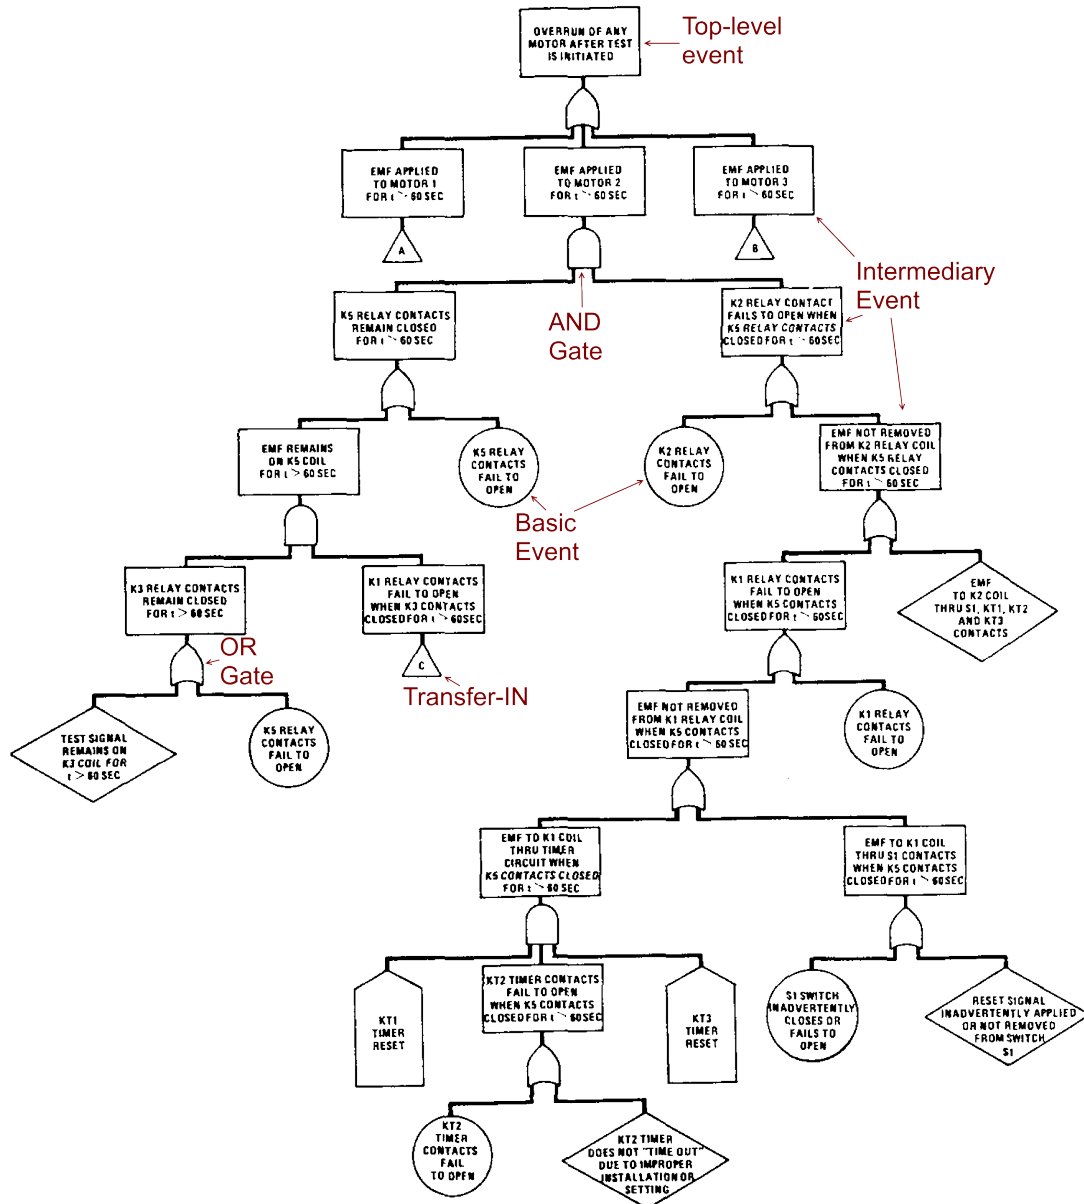 OVERRUN OF ANY
MOTOR AFTER TEST
IS INITIATED
Top-level
event
EMF APPLIED
TO MOTOR 1
FOR t > 60 SEC
EMF APPLIED
TO MOTOR 2
FOR t > 60 SEC
EMF APPLIED
TO MOTOR 3
FOR t > 60 SEC
A
B
Intermediary
Event
AND
Gate
K5 RELAY CONTACTS
REMAIN CLOSED
FOR t > 60 SEC
K2 RELAY CONTACT
FAILS TO OPEN WHEN
K5 RELAY CONTACTS
CLOSED FOR t > 60 SEC
EMF REMAINS
ON K5 COIL
FOR t > 60 SEC
K5 RELAY
CONTACTS
FAIL TO
OPEN
K2 RELAY
CONTACTS
FAIL TO
OPEN
EMF NOT REMOVED
FROM K2 RELAY COIL
WHEN K5 RELAY
CONTACTS CLOSED
FOR t > 60 SEC
Basic
Event
K3 RELAY CONTACTS
REMAIN CLOSED
FOR t > 60 SEC
K1 RELAY CONTACTS
FAIL TO OPEN
WHEN K3 CONTACTS
CLOSED FOR t > 60 SEC
K1 RELAY CONTACTS
FAIL TO OPEN
WHEN K5 CONTACTS
CLOSED FOR t > 60 SEC
EMF
TO K2 COIL
THRU S1, KT1, KT2
AND KT3
CONTACTS
OR
Gate
C
Transfer-IN
TEST SIGNAL
REMAINS ON
K3 COIL FOR
t > 60 SEC
K5 RELAY
CONTACTS
FAIL TO
OPEN
EMF NOT REMOVED
FROM K1 RELAY COIL
WHEN K5 CONTACTS
CLOSED FOR t > 60 SEC
K1 RELAY
CONTACTS
FAIL TO
OPEN
EMF TO K1 COIL
THRU TIMER
CIRCUIT WHEN
K5 CONTACTS CLOSED
FOR t > 60 SEC
EMF TO K1 COIL
THRU S1 CONTACTS
WHEN K5 CONTACTS
CLOSED FOR t > 60 SEC
KT1
TIMER
RESET
KT2 TIMER CONTACTS
FAIL TO OPEN
WHEN K5 CONTACTS
CLOSED FOR t > 60 SEC
KT3
TIMER
RESET
S1 SWITCH
INADVERTENTLY
CLOSES OR
FAILS TO
OPEN
RESET SIGNAL
INADVERTENTLY APPLIED
OR NOT REMOVED
FROM SWITCH
S1
KT2
TIMER
CONTACTS
FAIL
TO OPEN
KT2 TIMER
DOES NOT "TIME OUT"
DUE TO IMPROPER
INSTALLATION OR
SETTING